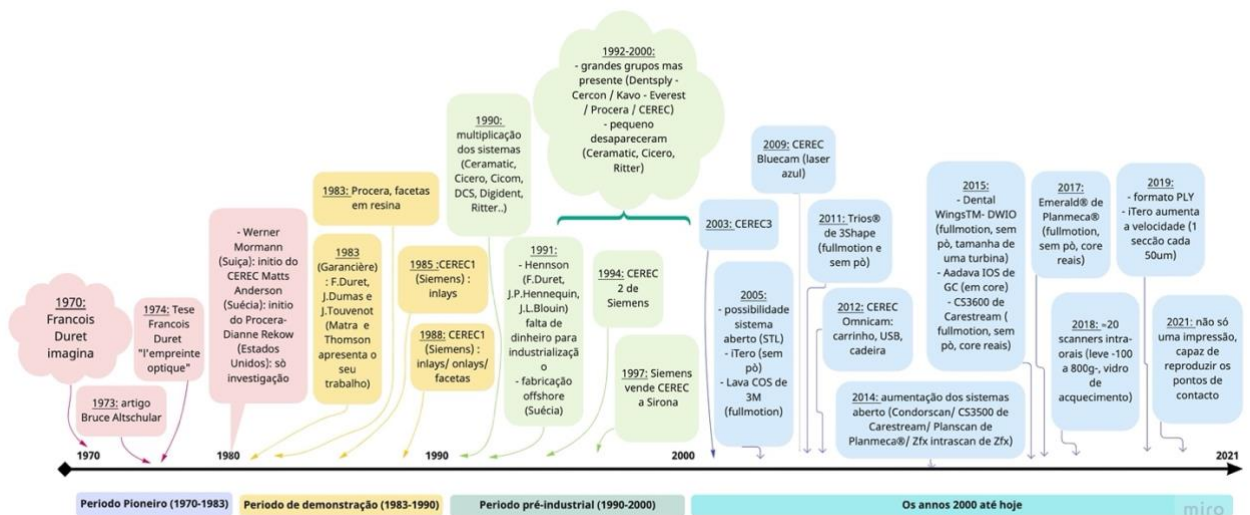 1970:
Francois
Duret
imagina
1973: artigo
Bruce Altschular
1974: Tese
Francois
Duret
"l'empreinte
optique"
- Werner
Mormann
(Suiça): initio do
CEREC Matts
Anderson
(Suécia): initio
do Procera-
Dianne Rekow
(Estados
Unidos): sò
investigação
1983: Procera, facetas
em resina
1983
(Garancière)
: F.Duret,
J.Dumas e
J.Touvenot
(Matra e
Thomson
apresenta o
seu
trabalho)
1985 :CEREC1
(Siemens) :
inlays
1988: CEREC1
(Siemens) :
inlays/ onlays/
facetas
1990:
multiplicação
dos sistemas
(Ceramatic,
Cicero, Cicom,
DCS, Digident,
Ritter..)
1991:
- Hennson
(F.Duret,
J.P.Hennequin,
J.L.Blouin)
falta de
dinheiro para
industrializaçã
o
- fabricação
offshore
(Suécia)
1992-2000:
- grandes grupos mas
presente (Dentsply -
Cercon / Kavo - Everest
/ Procera / CEREC)
- pequeno
desapareceram
(Ceramatic, Cicero,
Ritter)
1994: CEREC
2 de
Siemens
1997: Siemens
vende CEREC
a Sirona
2003: CEREC3
2005:
- possibilidade
sistema
aberto (STL)
- iTero (sem
pò)
- Lava COS de
3M
(fullmotion)
2009: CEREC
Bluecam (laser
azul)
2011: Trios®
de 3Shape
(fullmotion e
sem pò)
2012: CEREC
Omnicam:
carrinho, USB,
cadeira
2014: aumentação dos sistemas
aberto (Condorscan/ CS3500 de
Carestream/ Planscan de
Planmeca®/ Zfx intrascan de Zfx)
2015:
- Dental
WingsTM- DWIO
(fullmotion, sem
pò, tamanha de
uma turbina)
- Aadava IOS de
GC (em core)
- CS3600 de
Carestream (
fullmotion, sem
pò, core reais)
2017:
Emerald® de
Planmeca®
(fullmotion,
sem pò, core
reais)
2018: ≈20
scanners intra-
orais (leve -100
a 800g-, vidro
de
acquecimento)
2019:
- formato PLY
- iTero aumenta
a velocidade (1
seccão cada
50um)
2021: não só
uma impressão,
capaz de
reproduzir os
pontos de
contacto
1970
1980
1990
2000
2021
Periodo Pioneiro (1970-1983)
Periodo de demonstração (1983-1990)
Periodo pré-industrial (1990-2000)
Os annos 2000 até hoje
miro